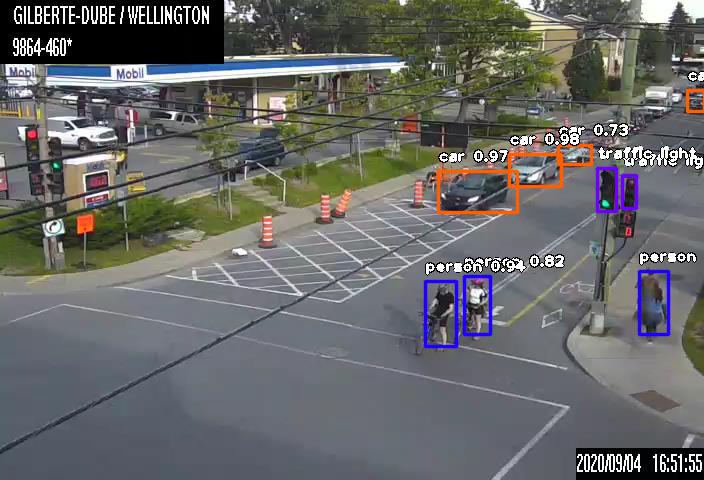 GILBERTE-DUBE / WELLINGTON
9864-460*
Mobil
Mobil
car 0.97
car 0.98
car 0.73
traffic light
person 0.94
person 0.82
person
2020/09/04 16:51:55